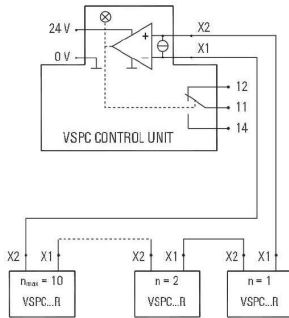 24 V
X2
0 V
X1
12
11
14
VSPC CONTROL UNIT
X2 X1 X2 X1 X2 X1
nmax = 10 n = 2 n = 1
VSPC...R VSPC...R VSPC...R